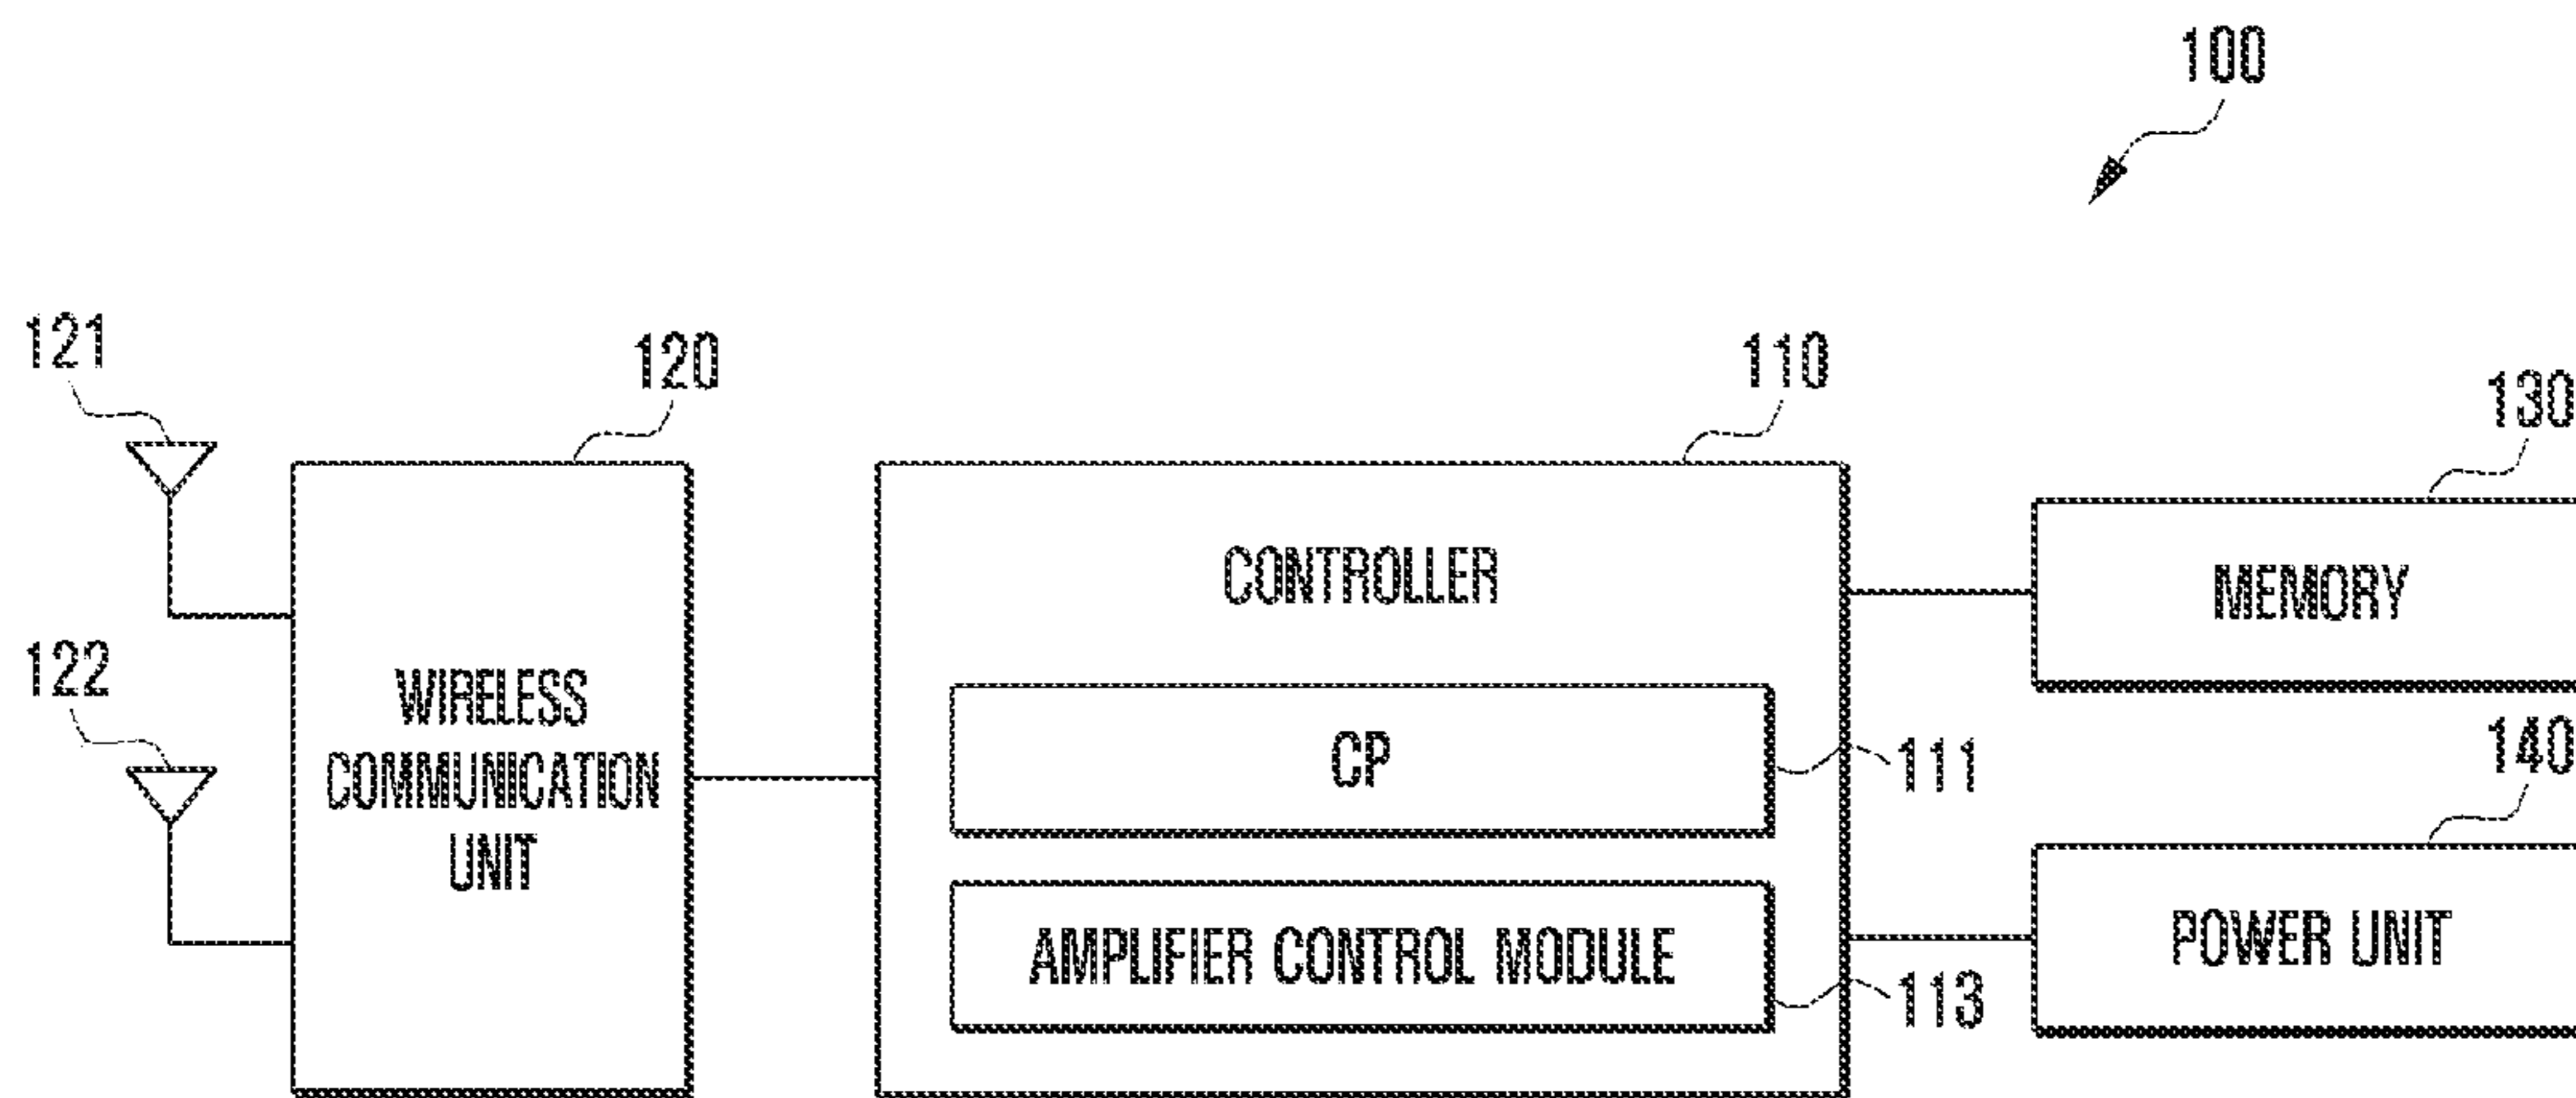 100
121
120
110
130
CONTROLLER
MEMORY
122
WIRELESS
COMMUNICATION
UNIT
CP
111
140
AMPLIFIER CONTROL MODULE
113
POWER UNIT